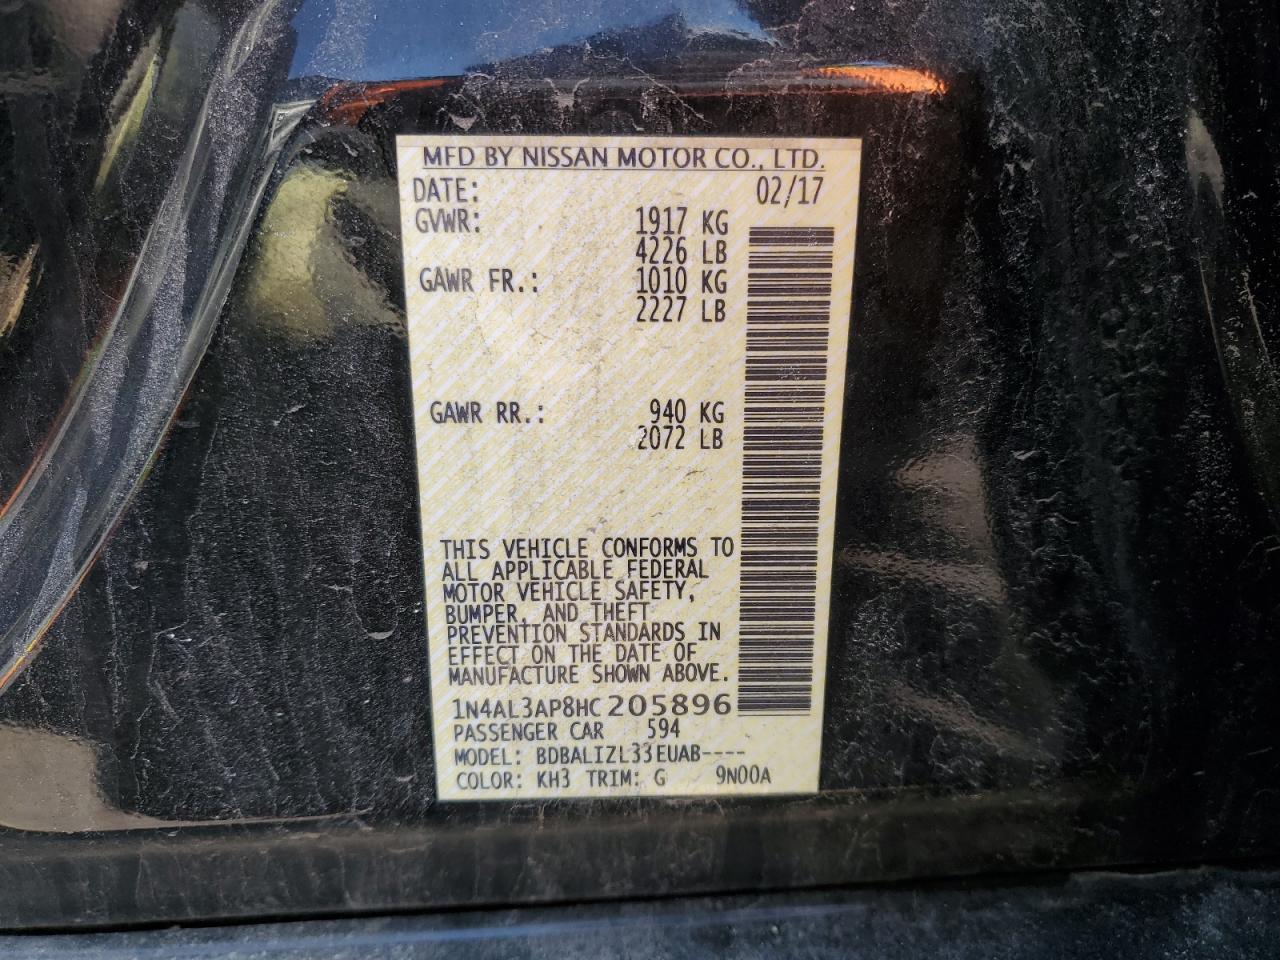 MFD BY NISSAN MOTOR CO., LTD.
DATE: 02/17
GVWR: 1917 KG
4226 LB
GAWR FR.: 1010 KG
2227 LB
GAWR RR.: 940 KG
2072 LB
THIS VEHICLE CONFORMS TO
ALL APPLICABLE FEDERAL
MOTOR VEHICLE SAFETY,
BUMPER, AND THEFT
PREVENTION STANDARDS IN
EFFECT ON THE DATE OF
MANUFACTURE SHOWN ABOVE.
1N4AL3AP8HC205896
PASSENGER CAR 594
MODEL: BDBALIZL33EUAB----
COLOR: KH3 TRIM: G 9N00A